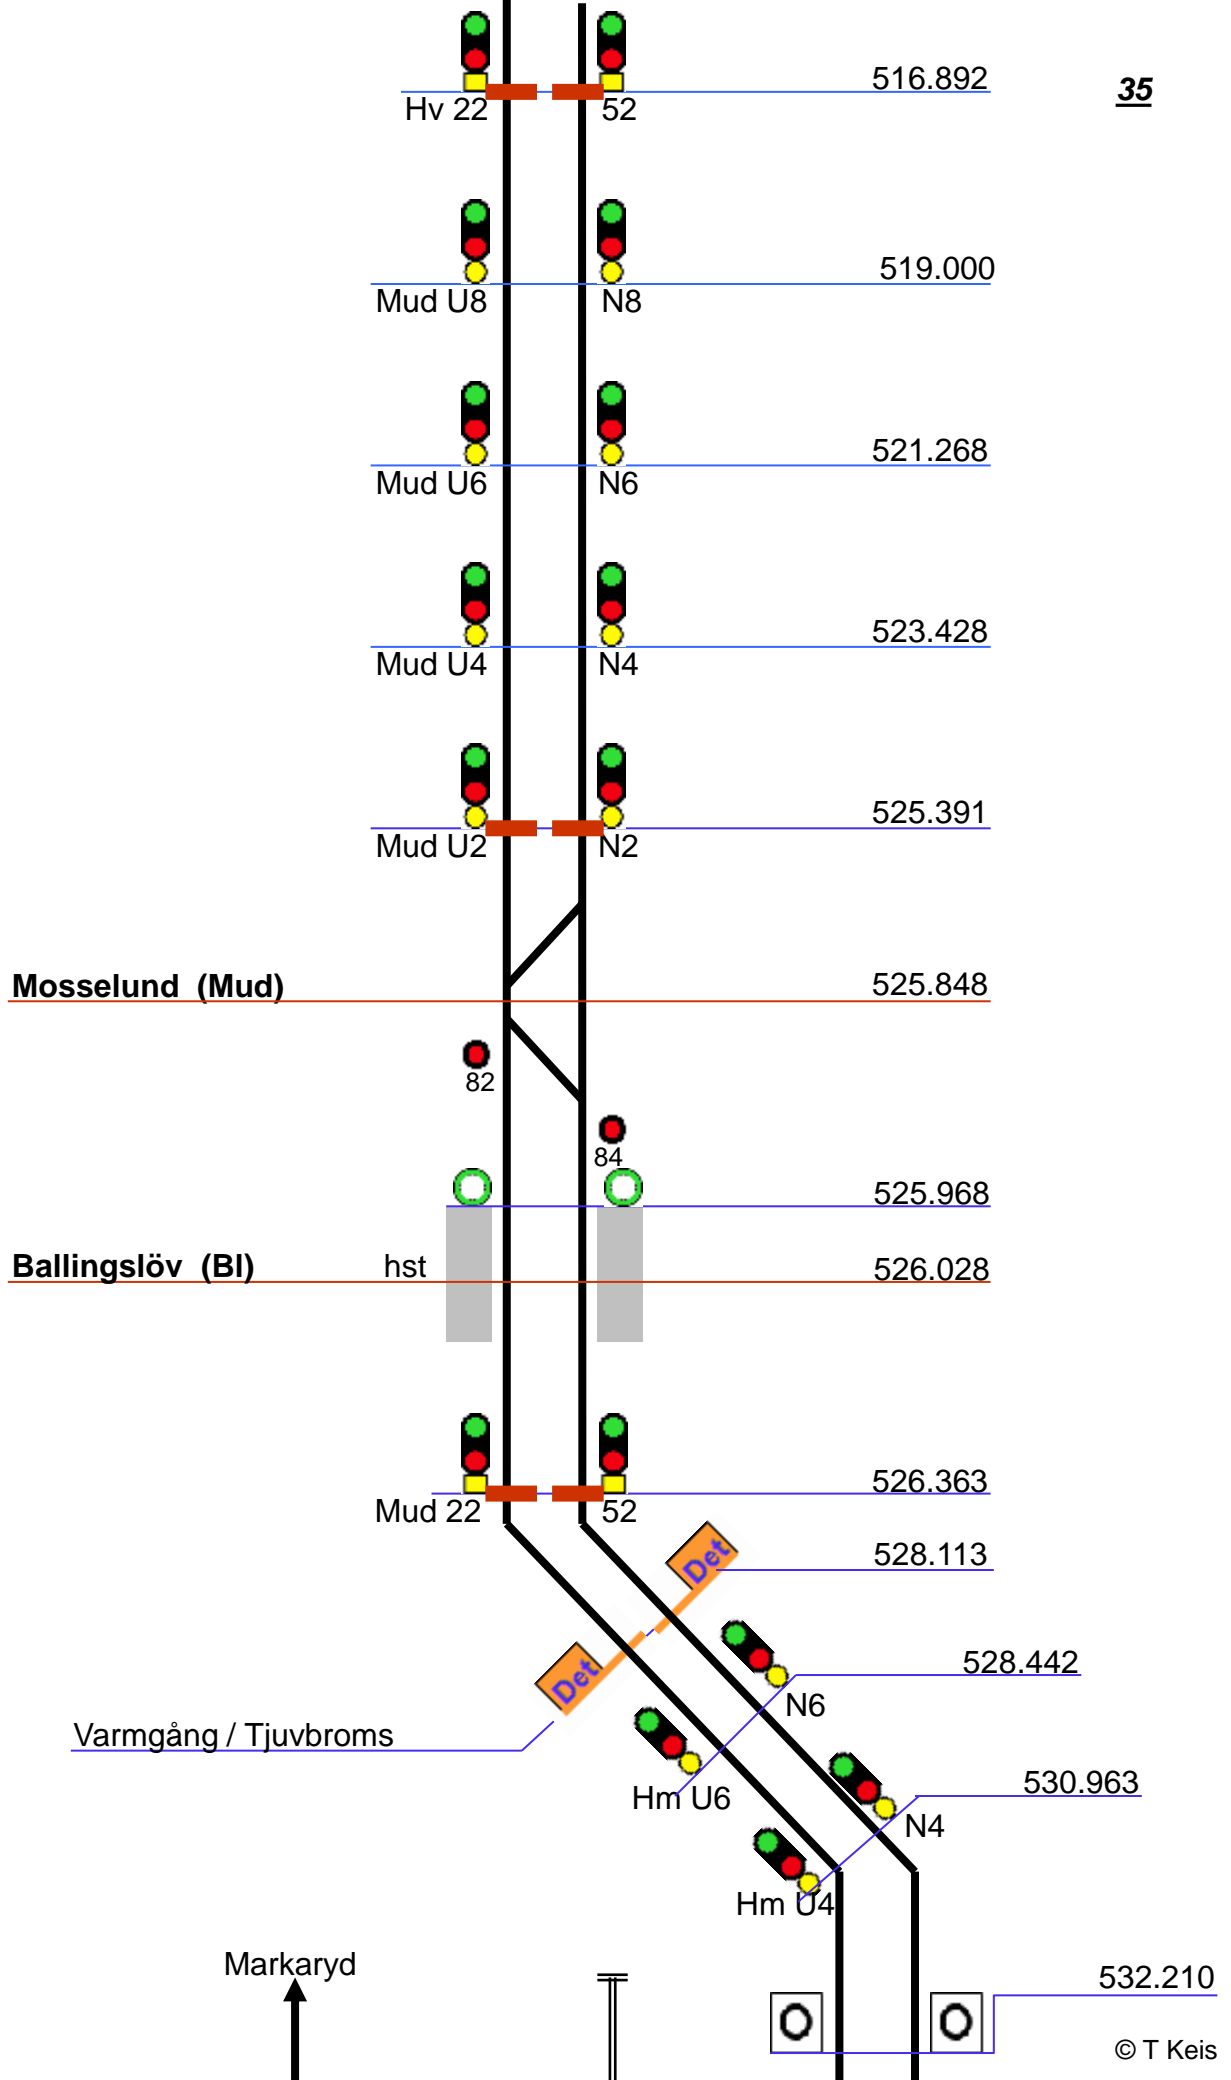 516.892
35
Hv 22
52
519.000
Mud U8
N8
521.268
Mud U6
N6
523.428
Mud U4
N4
525.391
Mud U2
N2
Mosselund (Mud)
525.848
82
84
525.968
Ballingslöv (Bl)
hst
526.028
526.363
Mud 22
52
528.113
Det
528.442
Det
N6
Varmgång / Tjuvbroms
530.963
Hm U6
N4
Hm U4
Markaryd
532.210
© T Keis